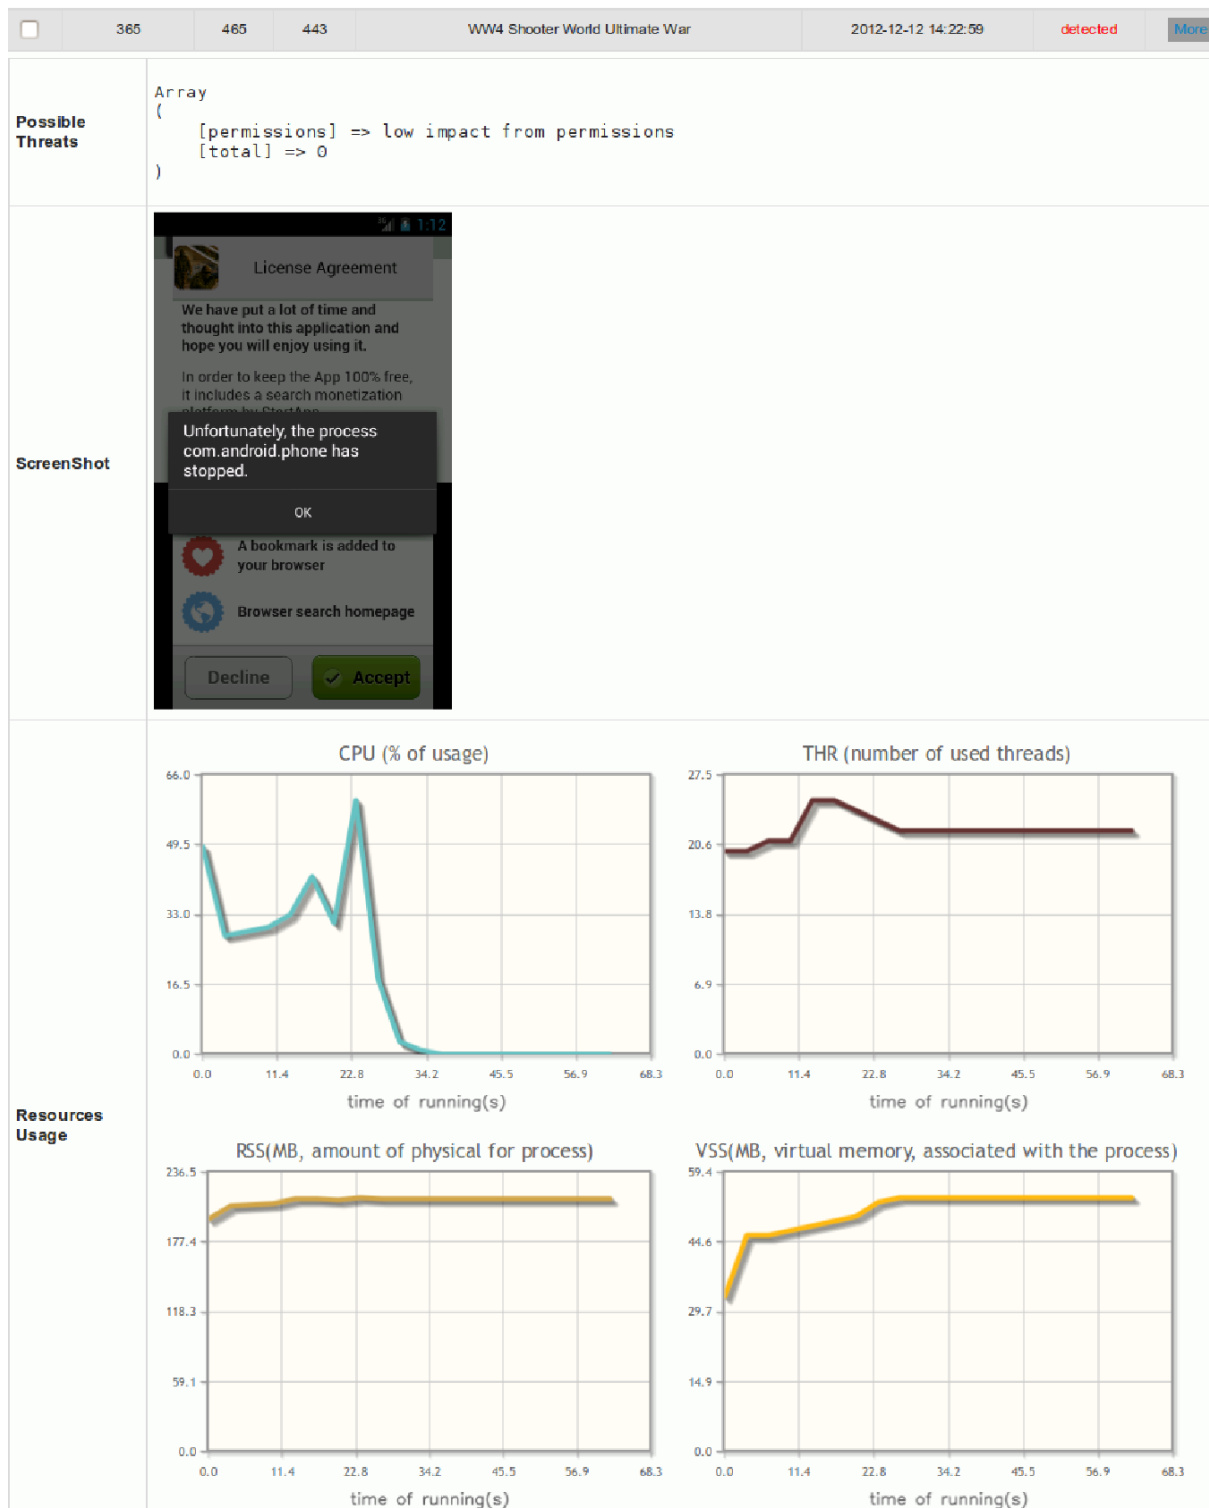 365 465 443 WW4 Shooter World Ultimate War 2012-12-12 14:22:59 detected More
Possible
Threats
Array
(
[permissions] => low impact from permissions
[total] => 0
)
ScreenShot
3G 1:12
License Agreement
We have put a lot of time and
thought into this application and
hope you will enjoy using it.
In order to keep the App 100% free,
it includes a search monetization
platform by StartApp
Unfortunately, the process
com.android.phone has
stopped.
OK
A bookmark is added to
your browser
Browser search homepage
Decline
Accept
Resources
Usage
CPU (% of usage)
66.0
49.5
33.0
16.5
0.0
0.0 11.4 22.8 34.2 45.5 56.9 68.3
time of running(s)
THR (number of used threads)
27.5
20.6
13.8
6.9
0.0
0.0 11.4 22.8 34.2 45.5 56.9 68.3
time of running(s)
RSS(MB, amount of physical for process)
236.5
177.4
118.3
59.1
0.0
0.0 11.4 22.8 34.2 45.5 56.9 68.3
time of running(s)
VSS(MB, virtual memory, associated with the process)
59.4
44.6
29.7
14.9
0.0
0.0 11.4 22.8 34.2 45.5 56.9 68.3
time of running(s)